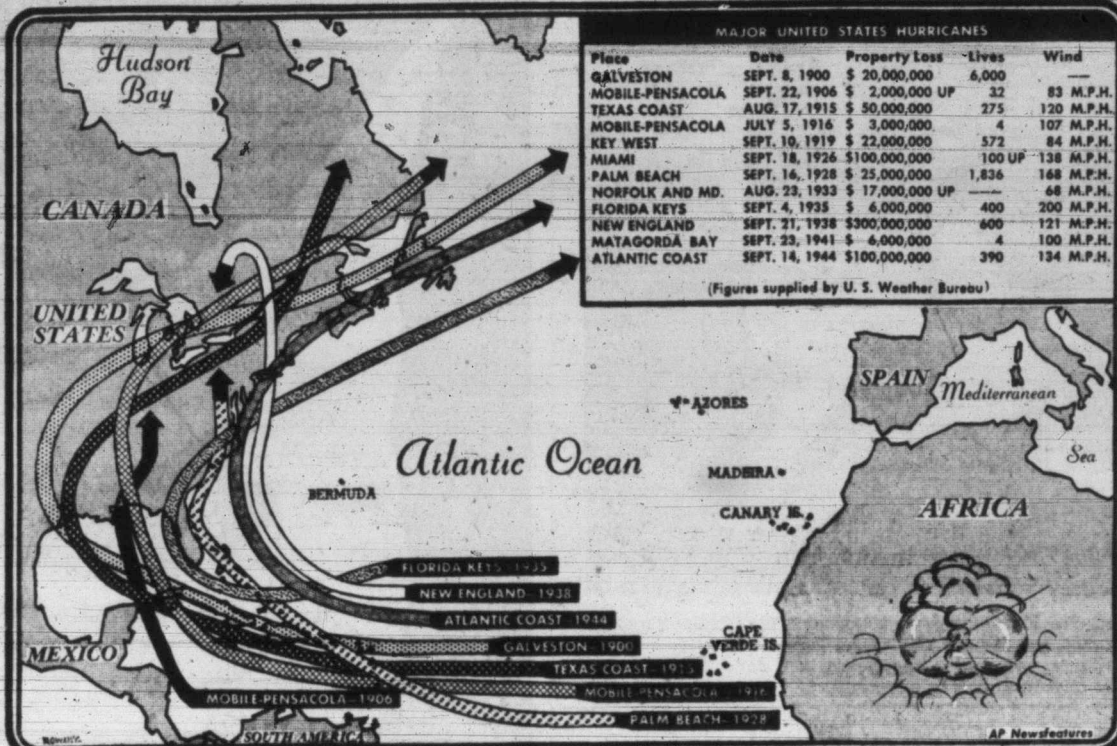 MAJOR UNITED STATES HURRICANES
Place Date Property Loss Lives Wind
GALVESTON SEPT. 8, 1900 $ 20,000,000 6,000 —
MOBILE-PENSACOLA SEPT. 22, 1906 $ 2,000,000 UP 32 83 M.P.H.
TEXAS COAST AUG. 17, 1915 $ 50,000,000 275 120 M.P.H.
MOBILE-PENSACOLA JULY 5, 1916 $ 3,000,000 4 107 M.P.H.
KEY WEST SEPT. 10, 1919 $ 22,000,000 572 84 M.P.H.
MIAMI SEPT. 18, 1926 $100,000,000 100 UP 138 M.P.H.
PALM BEACH SEPT. 16, 1928 $ 25,000,000 1,836 168 M.P.H.
NORFOLK AND MD. AUG. 23, 1933 $ 17,000,000 UP — 68 M.P.H.
FLORIDA KEYS SEPT. 4, 1935 $ 6,000,000 400 200 M.P.H.
NEW ENGLAND SEPT. 21, 1938 $300,000,000 600 121 M.P.H.
MATAGORDA BAY SEPT. 23, 1941 $ 6,000,000 4 100 M.P.H.
ATLANTIC COAST SEPT. 14, 1944 $100,000,000 390 134 M.P.H.
(Figures supplied by U. S. Weather Bureau)
Hudson
Bay
CANADA
UNITED
STATES
SPAIN
Mediterranean
Sea
AZORES
Atlantic Ocean
MADEIRA
BERMUDA
CANARY IS.
AFRICA
FLORIDA KEYS-1935
NEW ENGLAND-1938
ATLANTIC COAST-1944
CAPE
VERDE IS.
GALVESTON-1900
MEXICO
TEXAS COAST-1915
MOBILE-PENSACOLA-1916
MOBILE-PENSACOLA-1906
PALM BEACH-1928
SOUTH AMERICA
AP Newsfeatures